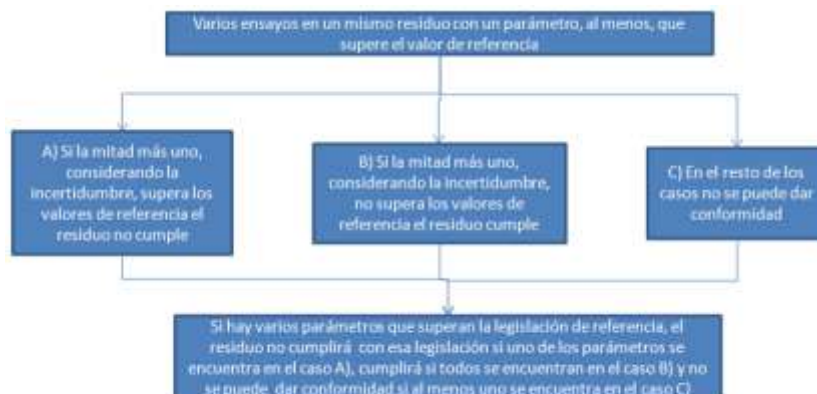 Varios ensayos en un mismo residuo con un parámetro, al menos, que
supere el valor de referencia
A) Si la mitad más uno,
considerando la
incertidumbre, supera los
valores de referencia el
residuo no cumple
B) Si la mitad más uno,
considerando la incertidumbre,
no supera los valores de
referencia el residuo cumple
C) En el resto de los
casos no se puede dar
conformidad
Si hay varios parámetros que superan la legislación de referencia, el
residuo no cumplirá con esa legislación si uno de los parámetros se
encuentra en el caso A), cumplirá si todos se encuentran en el caso B) y no
se puede dar conformidad si al menos uno se encuentra en el caso C)